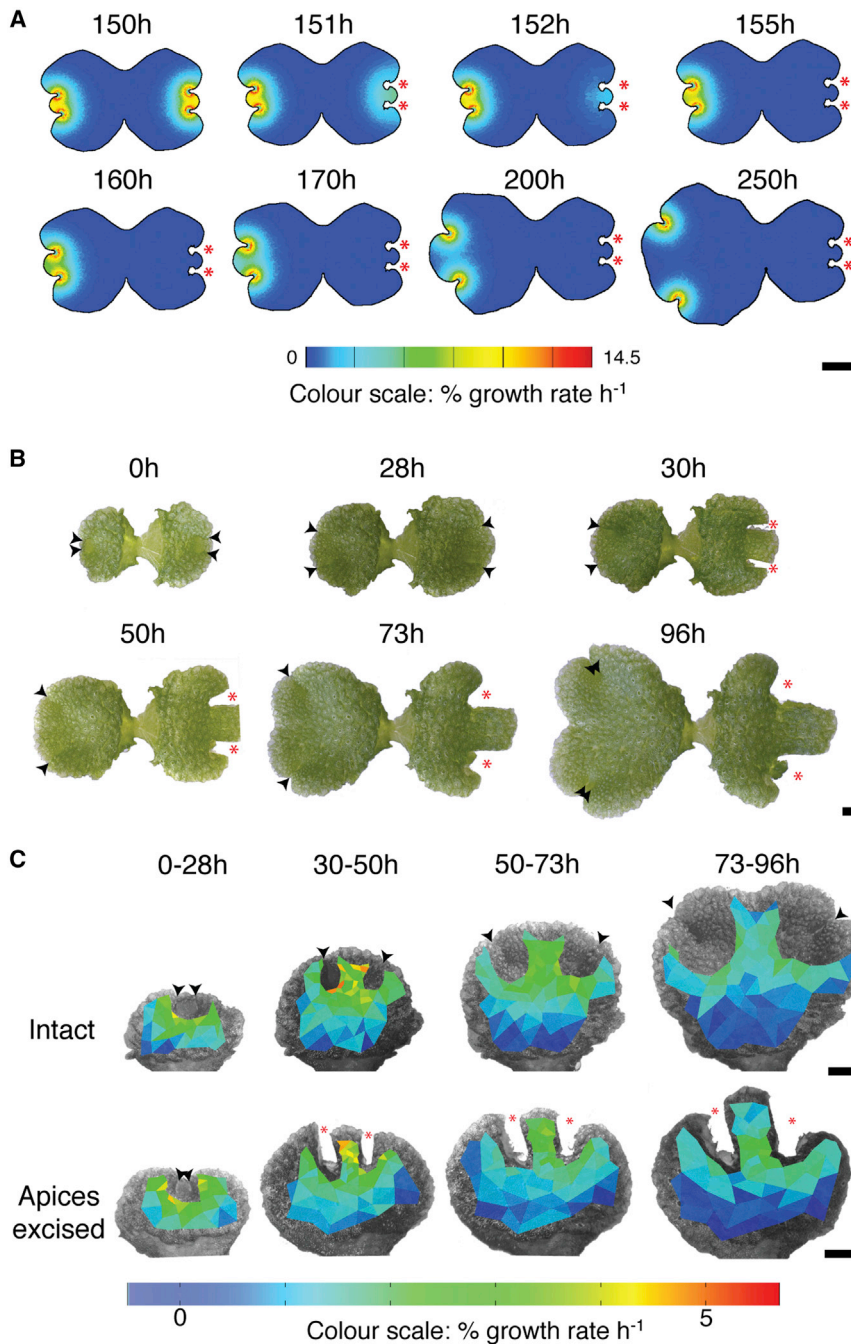 A
150h 151h 152h 155h
* * *
* * *
160h 170h 200h 250h
* * * *
* * * *
0 14.5
Colour scale: % growth rate h⁻¹
B
0h 28h 30h
*
*
50h 73h 96h
* * *
* * *
C
0-28h 30-50h 50-73h 73-96h
Intact
* * * * * *
Apices
excised
0 5
Colour scale: % growth rate h⁻¹